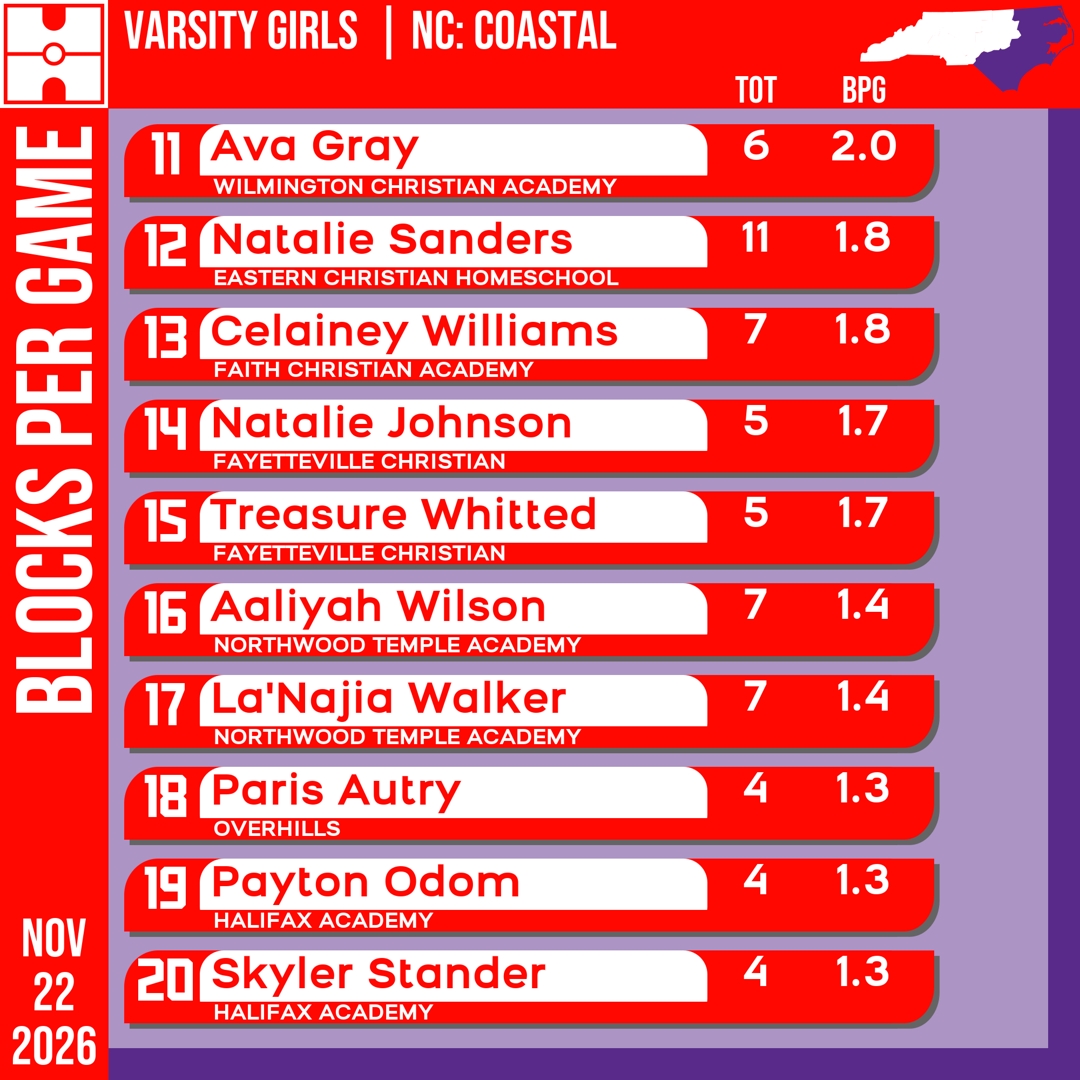 VARSITY GIRLS | NC: COASTAL
TOT BPG
BLOCKS PER GAME
11 Ava Gray 6 2.0
WILMINGTON CHRISTIAN ACADEMY
12 Natalie Sanders 11 1.8
EASTERN CHRISTIAN HOMESCHOOL
13 Celainey Williams 7 1.8
FAITH CHRISTIAN ACADEMY
14 Natalie Johnson 5 1.7
FAYETTEVILLE CHRISTIAN
15 Treasure Whitted 5 1.7
FAYETTEVILLE CHRISTIAN
16 Aaliyah Wilson 7 1.4
NORTHWOOD TEMPLE ACADEMY
17 La'Najia Walker 7 1.4
NORTHWOOD TEMPLE ACADEMY
18 Paris Autry 4 1.3
OVERHILLS
19 Payton Odom 4 1.3
HALIFAX ACADEMY
20 Skyler Stander 4 1.3
HALIFAX ACADEMY
NOV
22
2026